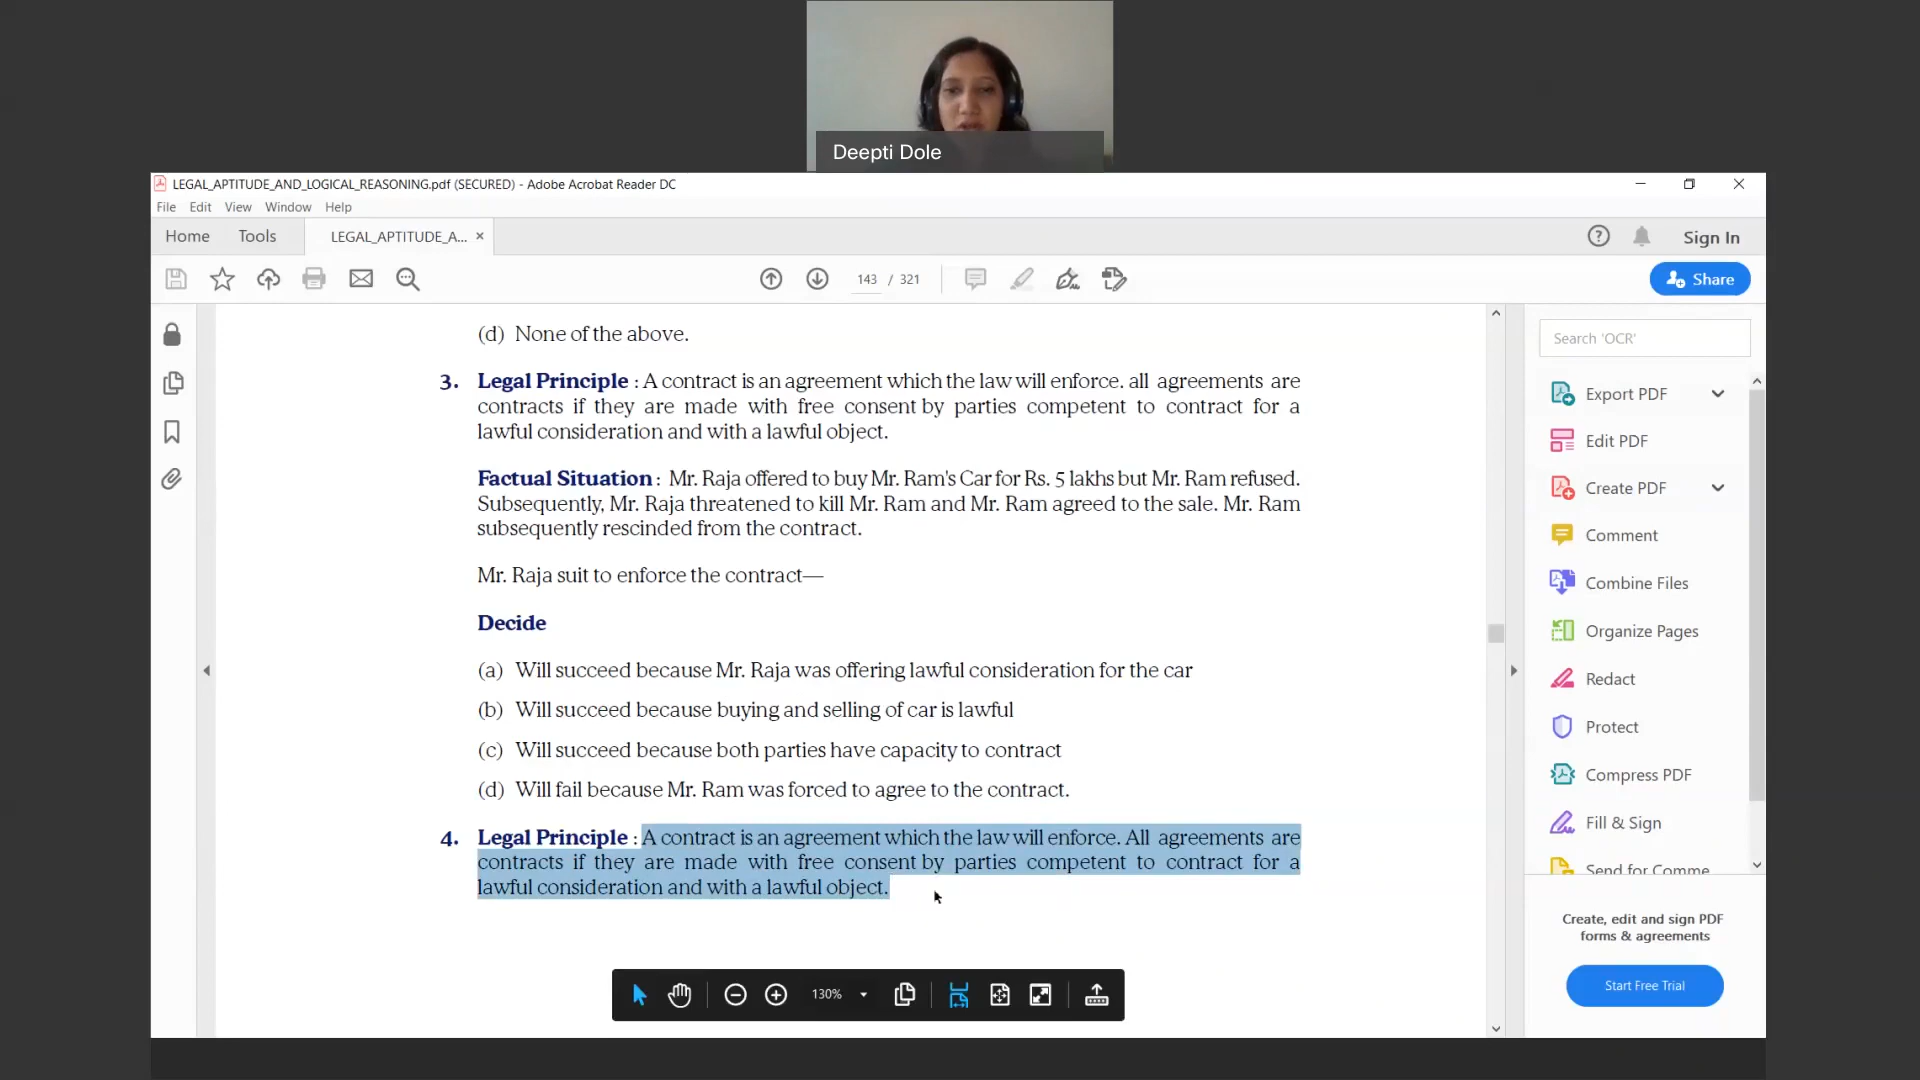 Deepti Dole
LEGAL_APTITUDE_AND_LOGICAL_REASONING.pdf (SECURED) - Adobe Acrobat Reader DC
File Edit View Window Help
Home Tools LEGAL_APTITUDE_A... × Sign In
143 / 321 Share
(d) None of the above.
3. Legal Principle : A contract is an agreement which the law will enforce. all agreements are
contracts if they are made with free consent by parties competent to contract for a
lawful consideration and with a lawful object.
Factual Situation : Mr. Raja offered to buy Mr. Ram's Car for Rs. 5 lakhs but Mr. Ram refused.
Subsequently, Mr. Raja threatened to kill Mr. Ram and Mr. Ram agreed to the sale. Mr. Ram
subsequently rescinded from the contract.
Mr. Raja suit to enforce the contract—
Decide
(a) Will succeed because Mr. Raja was offering lawful consideration for the car
(b) Will succeed because buying and selling of car is lawful
(c) Will succeed because both parties have capacity to contract
(d) Will fail because Mr. Ram was forced to agree to the contract.
4. Legal Principle : A contract is an agreement which the law will enforce. All agreements are
contracts if they are made with free consent by parties competent to contract for a
lawful consideration and with a lawful object.
130%
Search 'OCR'
Export PDF
Edit PDF
Create PDF
Comment
Combine Files
Organize Pages
Redact
Protect
Compress PDF
Fill & Sign
Send for Comme
Create, edit and sign PDF
forms & agreements
Start Free Trial